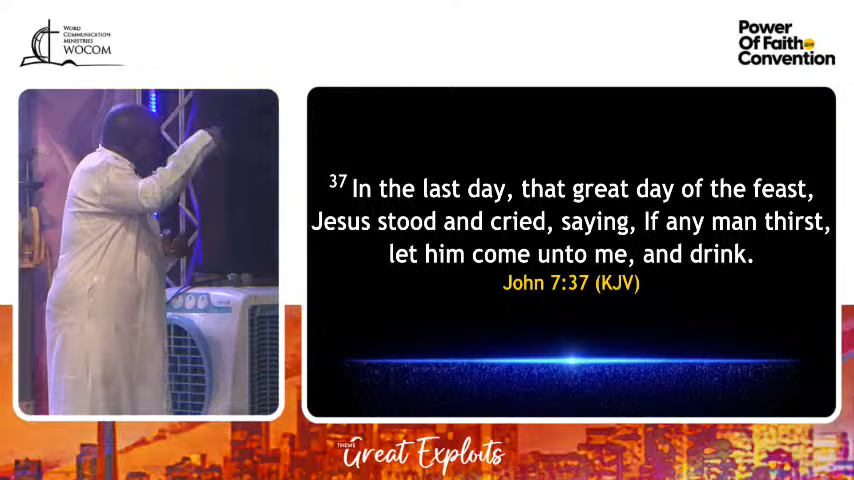 WORD
COMMUNICATION
MINISTRIES
WOCOM
Power
Of Faith
Convention
37 In the last day, that great day of the feast,
Jesus stood and cried, saying, If any man thirst,
let him come unto me, and drink.
John 7:37 (KJV)
THEME
Great Exploits